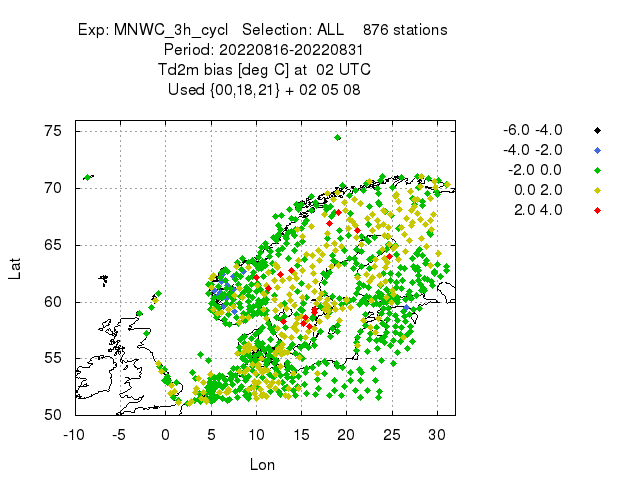 Exp: MNWC_3h_cycl   Selection: ALL    876 stations
Period: 20220816-20220831
Td2m bias [deg C] at  02 UTC
Used {00,18,21} + 02 05 08
-6.0 -4.0
-4.0 -2.0
-2.0 0.0
0.0 2.0
2.0 4.0
75
70
65
60
55
50
Lat
-10 -5 0 5 10 15 20 25 30
Lon